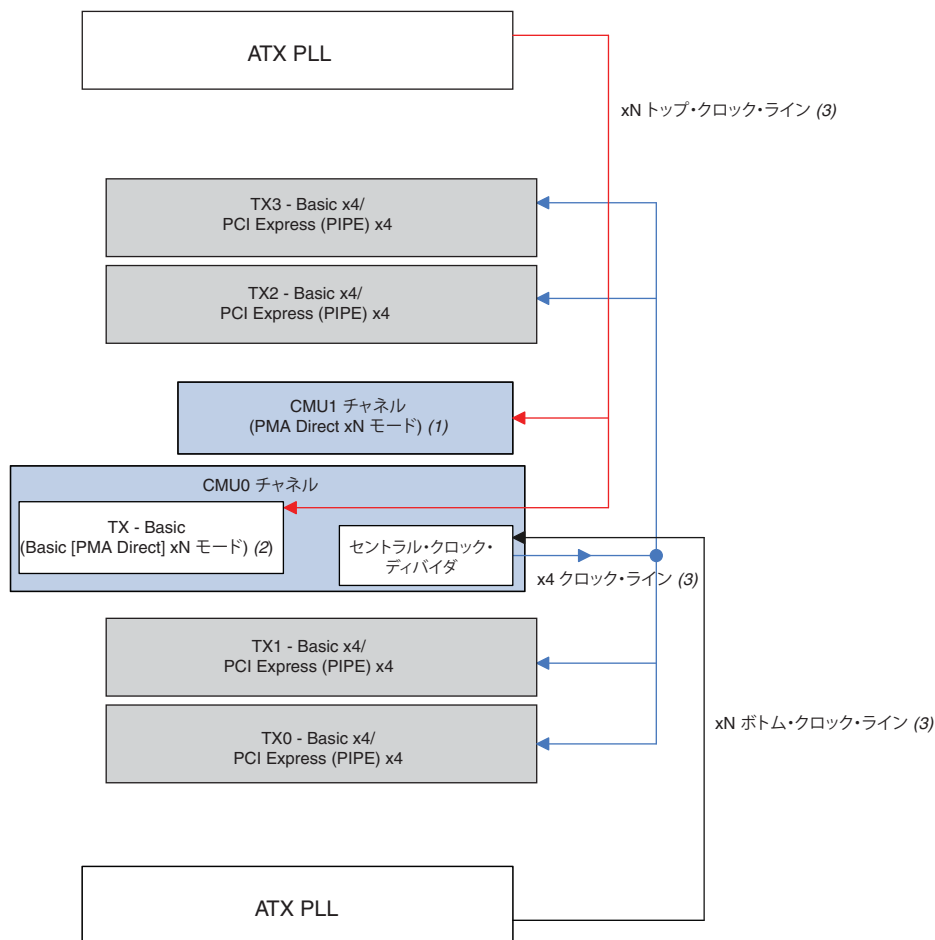 ATX PLL
xN トップ・クロック・ライン (3)
TX3 - Basic x4/
PCI Express (PIPE) x4
TX2 - Basic x4/
PCI Express (PIPE) x4
CMU1 チャネル
(PMA Direct xN モード) (1)
CMU0 チャネル
TX - Basic
(Basic [PMA Direct] xN モード) (2)
セントラル・クロック・
ディバイダ
x4 クロック・ライン (3)
TX1 - Basic x4/
PCI Express (PIPE) x4
xN ボトム・クロック・ライン (3)
TX0 - Basic x4/
PCI Express (PIPE) x4
ATX PLL